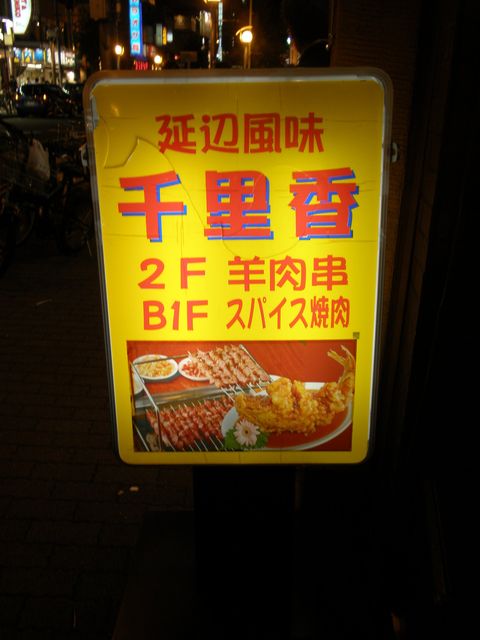 延辺風味
千里香
2F 羊肉串
B1F スパイス焼肉